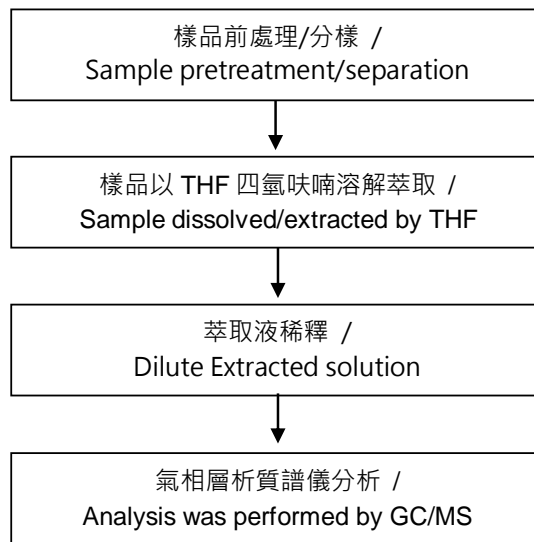 樣品前處理/分樣 /
Sample pretreatment/separation
樣品以 THF 四氫呋喃溶解萃取 /
Sample dissolved/extracted by THF
萃取液稀釋 /
Dilute Extracted solution
氣相層析質譜儀分析 /
Analysis was performed by GC/MS